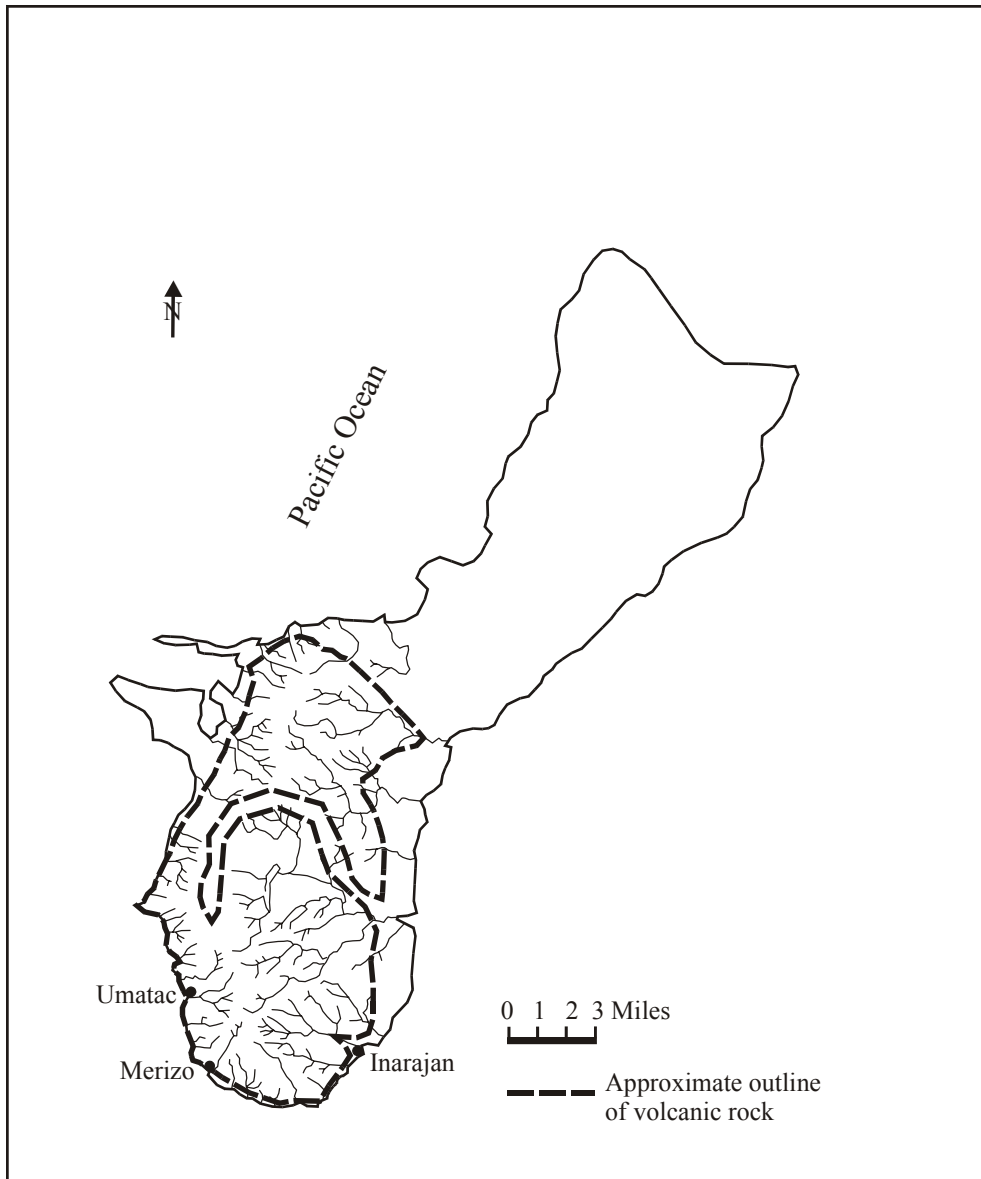 N
Pacific Ocean
Umatac
Merizo
Inarajan
0 1 2 3 Miles
Approximate outline
of volcanic rock